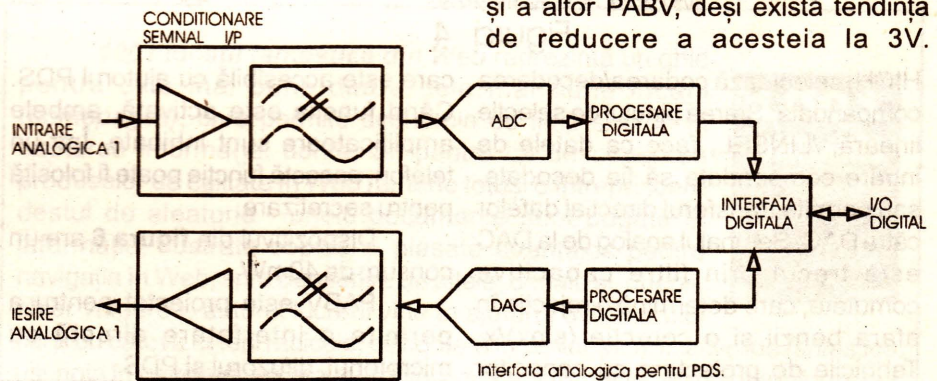 și a altor PABV, deși există tendința
de reducere a acesteia la 3V.
CONDITIONARE
SEMNAL I/P
INTRARE
ANALOGICA 1
ADC
PROCESARE
DIGITALA
INTERFATA
DIGITALA
I/O
DIGITAL
IESIRE
ANALOGICA 1
DAC
PROCESARE
DIGITALA
Interfata analogica pentru PDS.